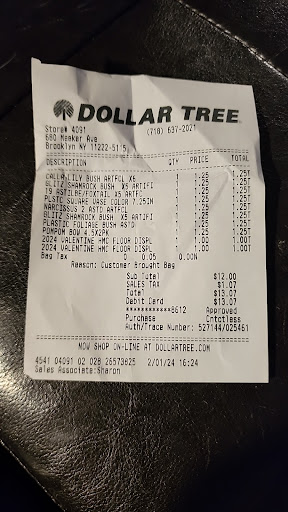 DOLLAR TREE
Store# 4091 (718) 637-2021
680 Meeker Ave
Brooklyn NY 11222-5115
DESCRIPTION QTY PRICE TOTAL
CALLA LILY BUSH ARTFCL X5 1 1.25 1.25T
BLITZ SHAMROCK BUSH X5 ARTIFI 1 1.25 1.25T
19 ASTILBE/FOXTAIL X5 ARTFC 1 1.25 1.25T
PLSTC SQUARE VASE COLOR 7.25IN 1 1.25 1.25T
NARCISSUS 2 ASTD ARTFCL 1 1.25 1.25T
BLITZ SHAMROCK BUSH X5 ARTIFI 1 1.25 1.25T
PLASTIC FOLIAGE BUSH ASTD 1 1.25 1.25T
POMPOM BOW 4.5X2PK 1 1.25 1.25T
2024 VALENTINE HMC FLOOR DISPL 1 1.00 1.00T
2024 VALENTINE HMC FLOOR DISPL 1 1.00 1.00T
Bag Tax 0 0.05 0.00N
Reason: Customer Brought Bag
Sub Total $12.00
SALES TAX $1.07
Total $13.07
Debit Card $13.07
************8612 Approved
Purchase Cntctless
Auth/Trace Number: 527144/025461
NOW SHOP ON-LINE AT DOLLARTREE.COM
4541 04091 02 028 26573825 2/01/24 16:24
Sales Associate:Sharon